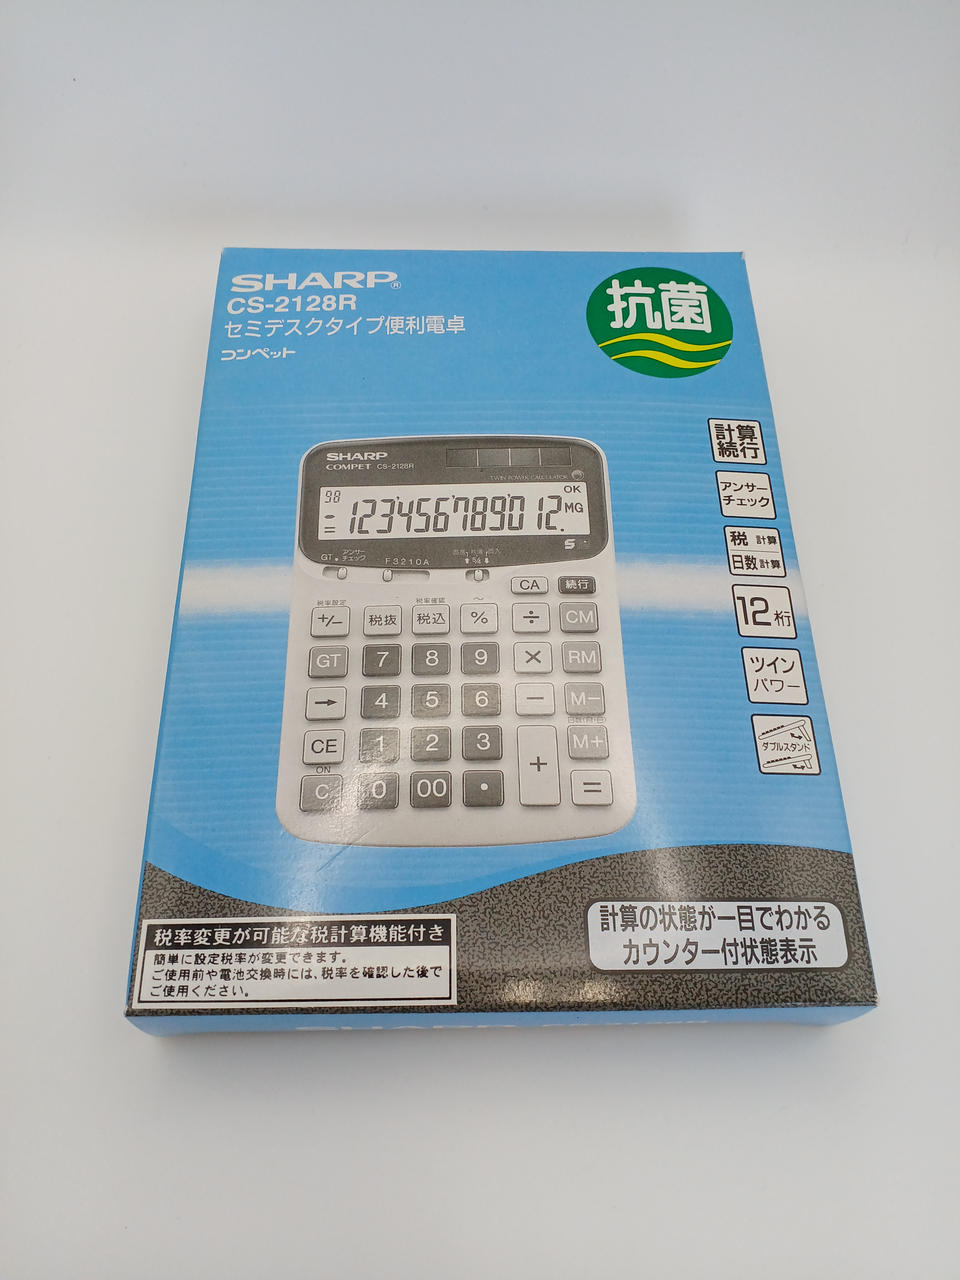 SHARP®
CS-2128R
セミデスクタイプ便利電卓
コンペット
抗菌
計算
続行
アンサー
チェック
税 計算
日数計算
12桁
ツイン
パワー
ダブルスタンド
SHARP
COMPET CS-2128R
TWIN POWER CALCULATOR
OK
98
123'456'789'012.
MG
GT • アンサーチェック
F3210A
CA 続行
税率設定 税率確認
+/− 税抜 税込 % ÷ CM
GT 7 8 9 × RM
→ 4 5 6 − M−
CE 1 2 3 + M+
ON
C 0 00 • =
税率変更が可能な税計算機能付き
簡単に設定税率が変更できます。
ご使用前や電池交換時には、税率を確認した後で
ご使用ください。
計算の状態が一目でわかる
カウンター付状態表示